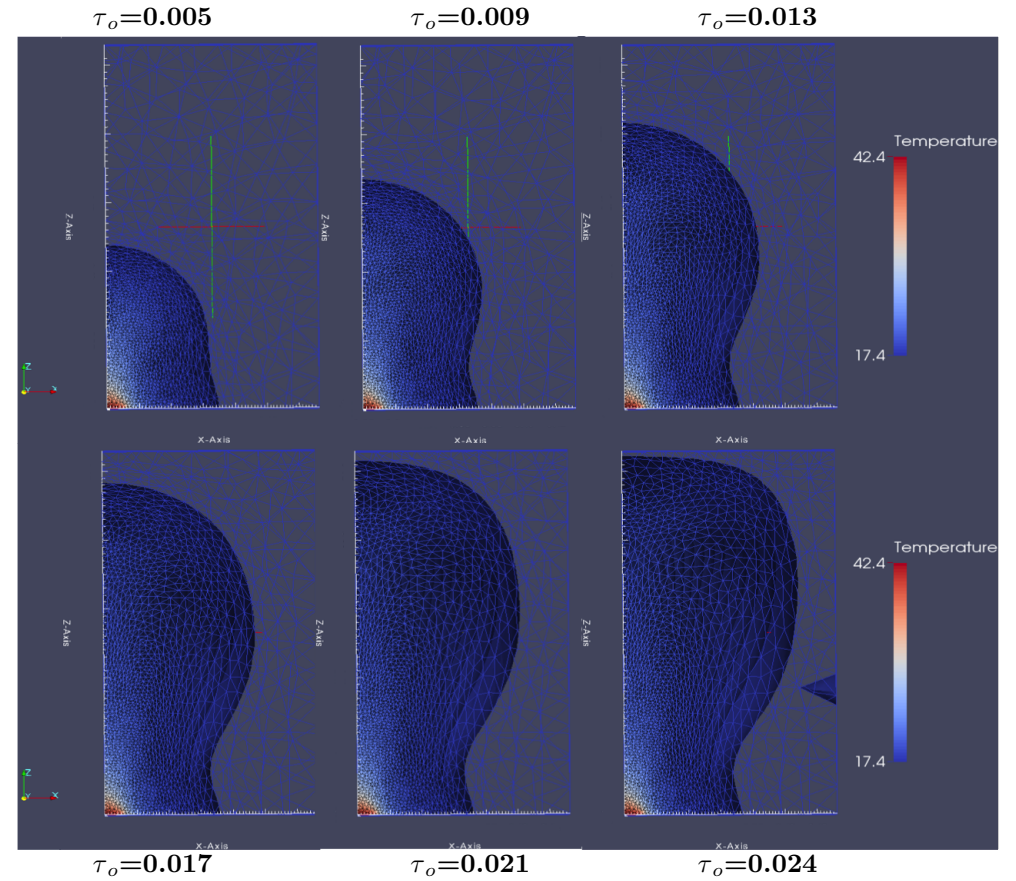 τₒ=0.005 τₒ=0.009 τₒ=0.013
Temperature
42.4
Z-Axis Z-Axis Z-Axis
17.4
Z
X-Axis X-Axis X-Axis
Temperature
42.4
Z-Axis Z-Axis Z-Axis
17.4
Z
X
X-Axis X-Axis X-Axis
τₒ=0.017 τₒ=0.021 τₒ=0.024